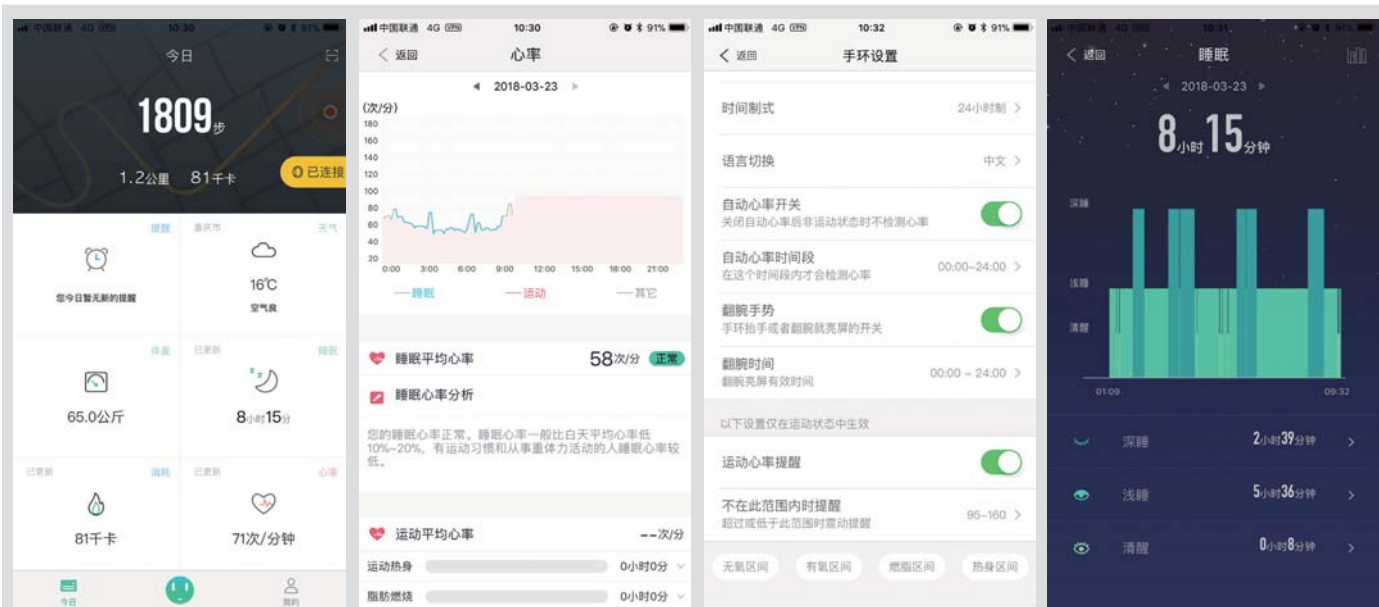 中国联通 4G VPN 10:30 91%
今日
1809步
1.2公里 81千卡
已连接
提醒
您今日暂无新的提醒
重庆市 天气
16℃
空气良
体重
65.0公斤
已更新 睡眠
8小时15分
已更新 消耗
81千卡
已更新 心率
71次/分钟
今日 我的
中国联通 4G VPN 10:30 91%
返回 心率
2018-03-23
(次/分)
180
160
140
120
100
80
60
40
20
0:00 3:00 6:00 9:00 12:00 15:00 18:00 21:00
睡眠 运动 其它
睡眠平均心率 58次/分 正常
睡眠心率分析
您的睡眠心率正常。睡眠心率一般比白天平均心率低
10%~20%、有运动习惯和从事重体力活动的人睡眠心率较
低。
运动平均心率 --次/分
运动热身 0小时0分
脂肪燃烧 0小时0分
中国联通 4G VPN 10:32 91%
返回 手环设置
时间制式 24小时制
语言切换 中文
自动心率开关
关闭自动心率后非运动状态时不检测心率
自动心率时间段 00:00~24:00
在这个时间段内才会检测心率
翻腕手势
手环抬手或者翻腕就亮屏的开关
翻腕时间 00:00 ~ 24:00
翻腕亮屏有效时间
以下设置仅在运动状态中生效
运动心率提醒
不在此范围内时提醒 95~160
超过或低于此范围时震动提醒
无氧区间 有氧区间 燃脂区间 热身区间
中国联通 4G 10:31 91%
返回 睡眠
2018-03-23
8小时15分钟
深睡
浅睡
清醒
01:09 09:32
深睡 2小时39分钟
浅睡 5小时36分钟
清醒 0小时8分钟